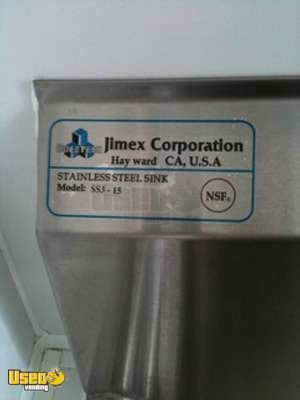 Jimex Corporation
Hay ward CA, U.S.A
STAINLESS STEEL SINK
Model: SS3 - 15
NSF®
USED
vending